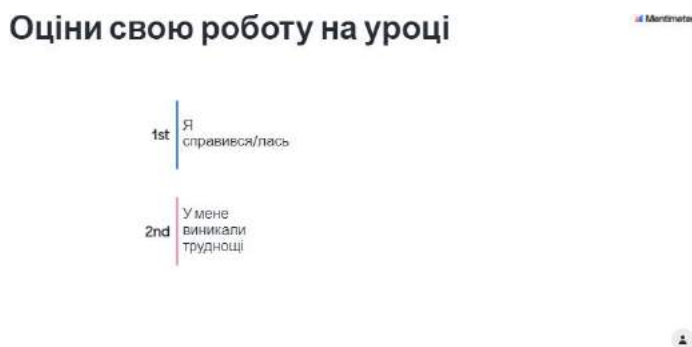 Оціни свою роботу на уроці
Mentimeter
1st
Я
справився/лась
2nd
У мене
виникали
труднощі